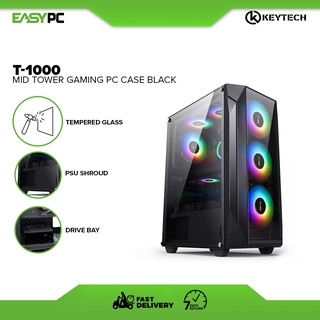 EASYPC
KEYTECH
T-1000
MID TOWER GAMING PC CASE BLACK
TEMPERED GLASS
PSU SHROUD
DRIVE BAY
FAST
DELIVERY